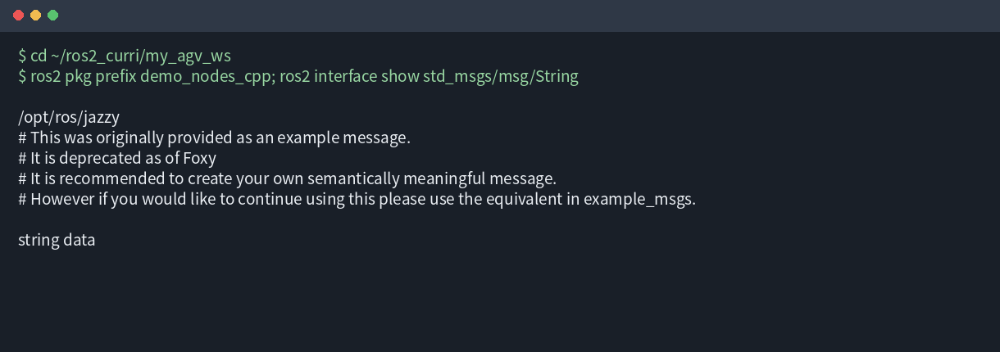 $ cd ~/ros2_curri/my_agv_ws
$ ros2 pkg prefix demo_nodes_cpp; ros2 interface show std_msgs/msg/String
/opt/ros/jazzy
# This was originally provided as an example message.
# It is deprecated as of Foxy
# It is recommended to create your own semantically meaningful message.
# However if you would like to continue using this please use the equivalent in example_msgs.
string data